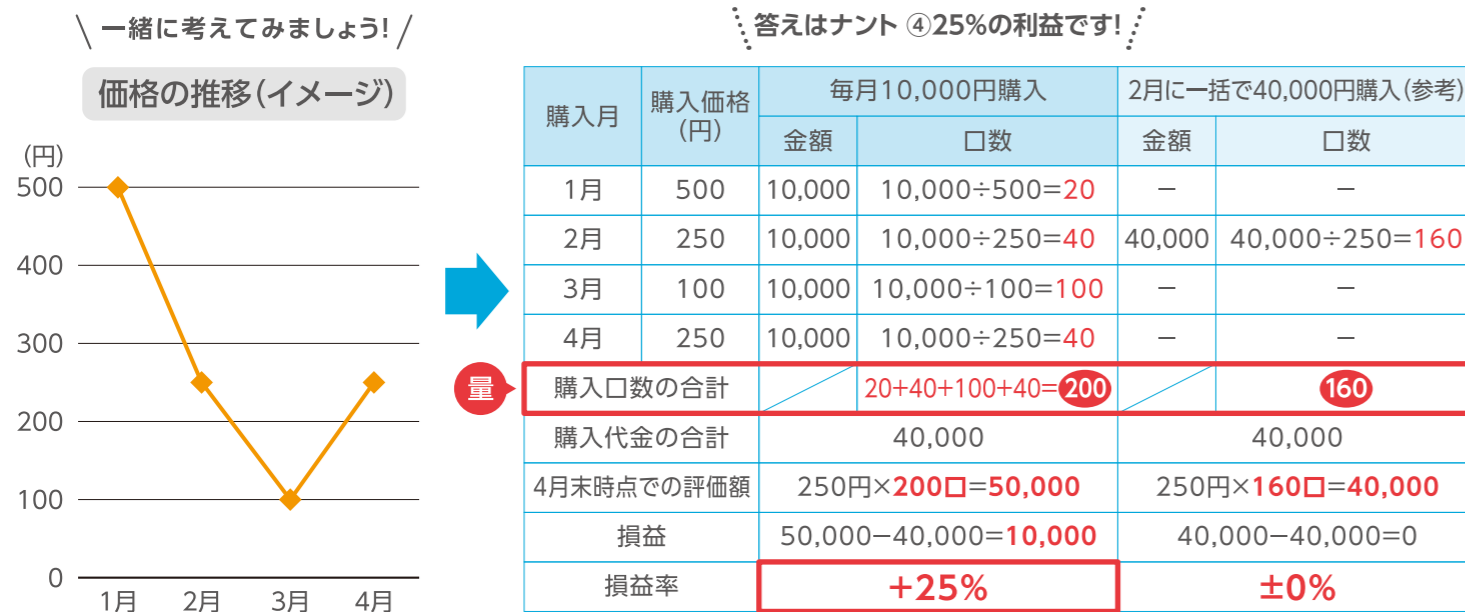 一緒に考えてみましょう!
価格の推移(イメージ)
(円)
500
400
300
200
100
0
1月 2月 3月 4月
答えはナント ④25%の利益です!
購入月 購入価格(円) 毎月10,000円購入 2月に一括で40,000円購入(参考)
金額 口数 金額 口数
1月 500 10,000 10,000÷500=20 − −
2月 250 10,000 10,000÷250=40 40,000 40,000÷250=160
3月 100 10,000 10,000÷100=100 − −
4月 250 10,000 10,000÷250=40 − −
量 購入口数の合計 20+40+100+40=200 160
購入代金の合計 40,000 40,000
4月末時点での評価額 250円×200口=50,000 250円×160口=40,000
損益 50,000−40,000=10,000 40,000−40,000=0
損益率 +25% ±0%